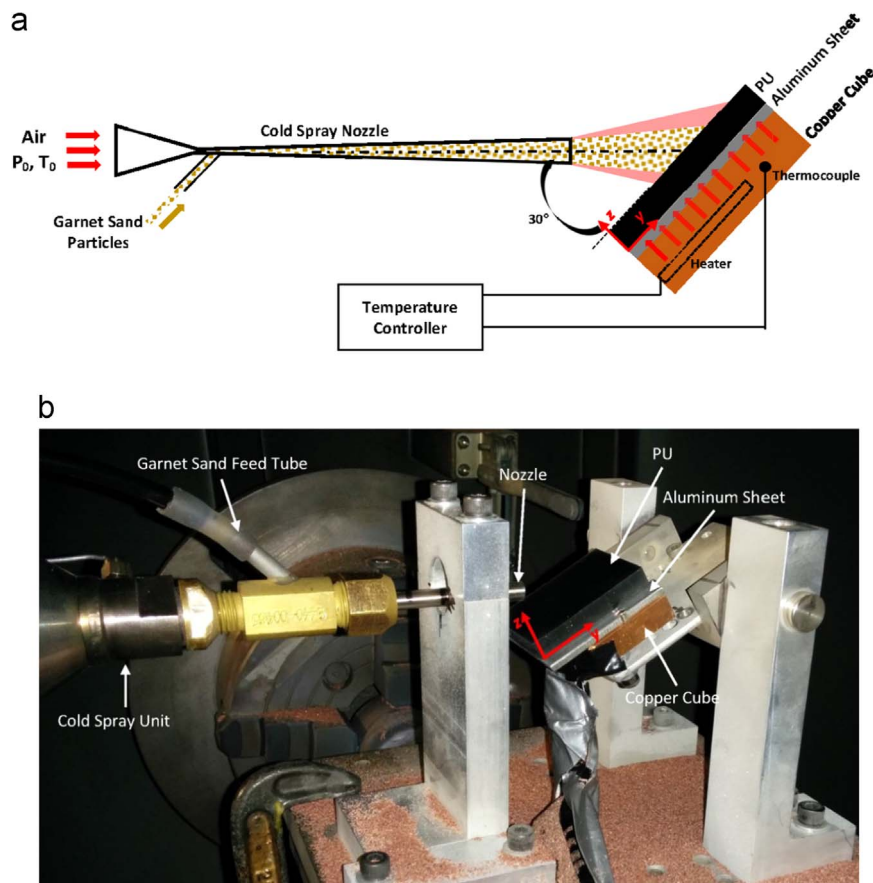 a
PU
Aluminum Sheet
Copper Cube
Cold Spray Nozzle
Air
P0, T0
Thermocouple
Garnet Sand
Particles
30°
z
y
Heater
Temperature
Controller
b
Garnet Sand Feed Tube
Nozzle
PU
Aluminum Sheet
z
y
Copper Cube
Cold Spray Unit